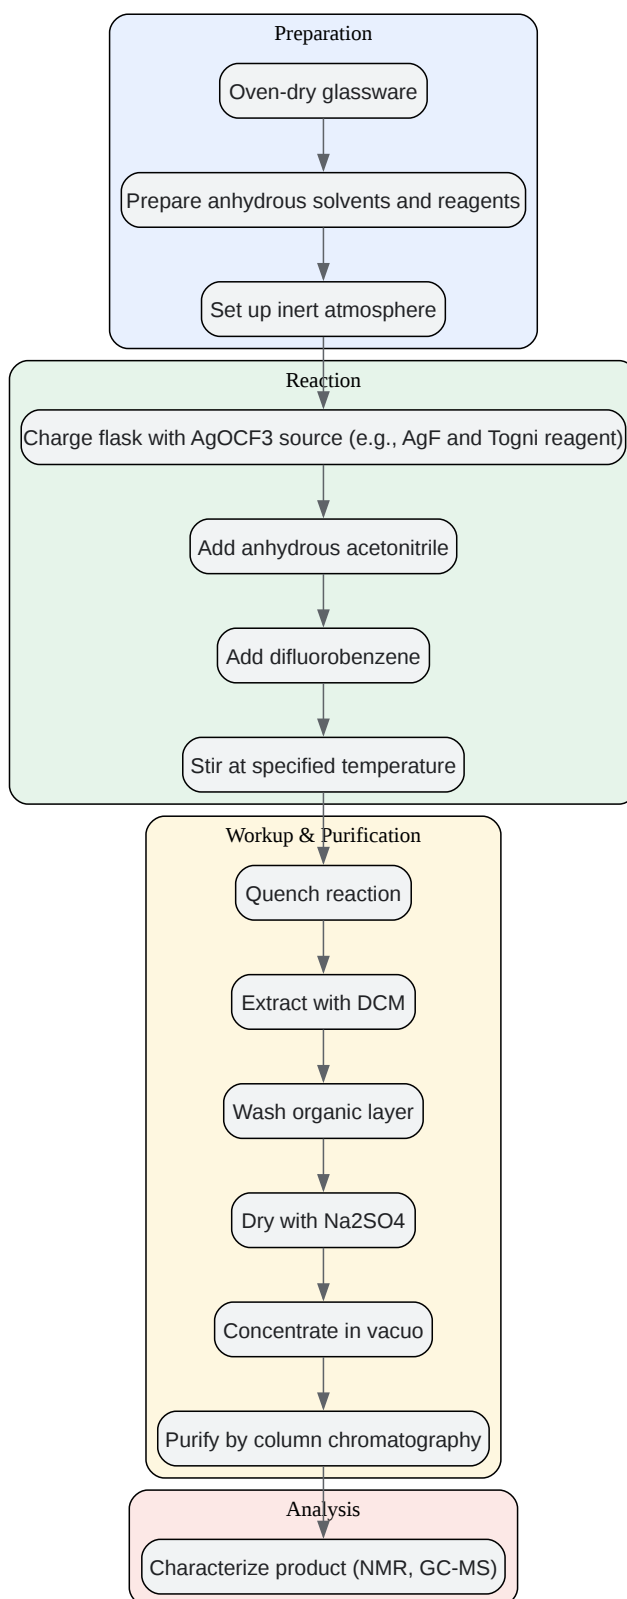 Preparation
Oven-dry glassware
Prepare anhydrous solvents and reagents
Set up inert atmosphere
Reaction
Charge flask with AgOCF3 source (e.g., AgF and Togni reagent)
Add anhydrous acetonitrile
Add difluorobenzene
Stir at specified temperature
Workup & Purification
Quench reaction
Extract with DCM
Wash organic layer
Dry with Na2SO4
Concentrate in vacuo
Purify by column chromatography
Analysis
Characterize product (NMR, GC-MS)